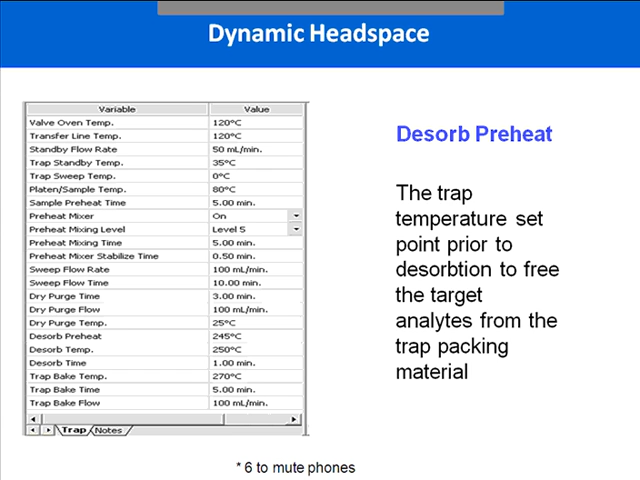 Dynamic Headspace
Variable Value
Valve Oven Temp. 120°C
Transfer Line Temp. 120°C
Standby Flow Rate 50 mL/min.
Trap Standby Temp. 35°C
Trap Sweep Temp. 0°C
Platen/Sample Temp. 80°C
Sample Preheat Time 5.00 min.
Preheat Mixer On
Preheat Mixing Level Level 5
Preheat Mixing Time 5.00 min.
Preheat Mixer Stabilize Time 0.50 min.
Sweep Flow Rate 100 mL/min.
Sweep Flow Time 10.00 min.
Dry Purge Time 3.00 min.
Dry Purge Flow 100 mL/min.
Dry Purge Temp. 25°C
Desorb Preheat 245°C
Desorb Temp. 250°C
Desorb Time 1.00 min.
Trap Bake Temp. 270°C
Trap Bake Time 5.00 min.
Trap Bake Flow 100 mL/min.
Trap Notes
Desorb Preheat
The trap
temperature set
point prior to
desorbtion to free
the target
analytes from the
trap packing
material
* 6 to mute phones